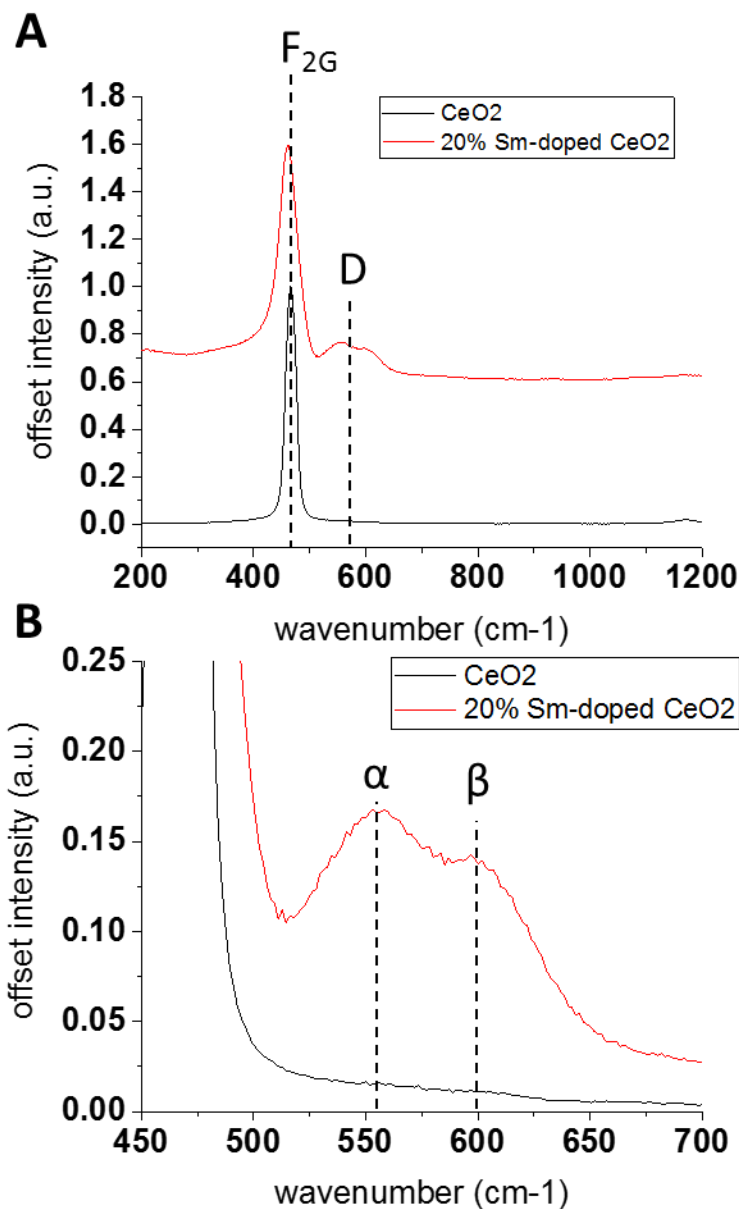 A
F2G
CeO2
20% Sm-doped CeO2
D
1.8
1.6
1.4
1.2
1.0
0.8
0.6
0.4
0.2
0.0
offset intensity (a.u.)
200 400 600 800 1000 1200
wavenumber (cm-1)
B
CeO2
20% Sm-doped CeO2
α β
0.25
0.20
0.15
0.10
0.05
0.00
offset intensity (a.u.)
450 500 550 600 650 700
wavenumber (cm-1)